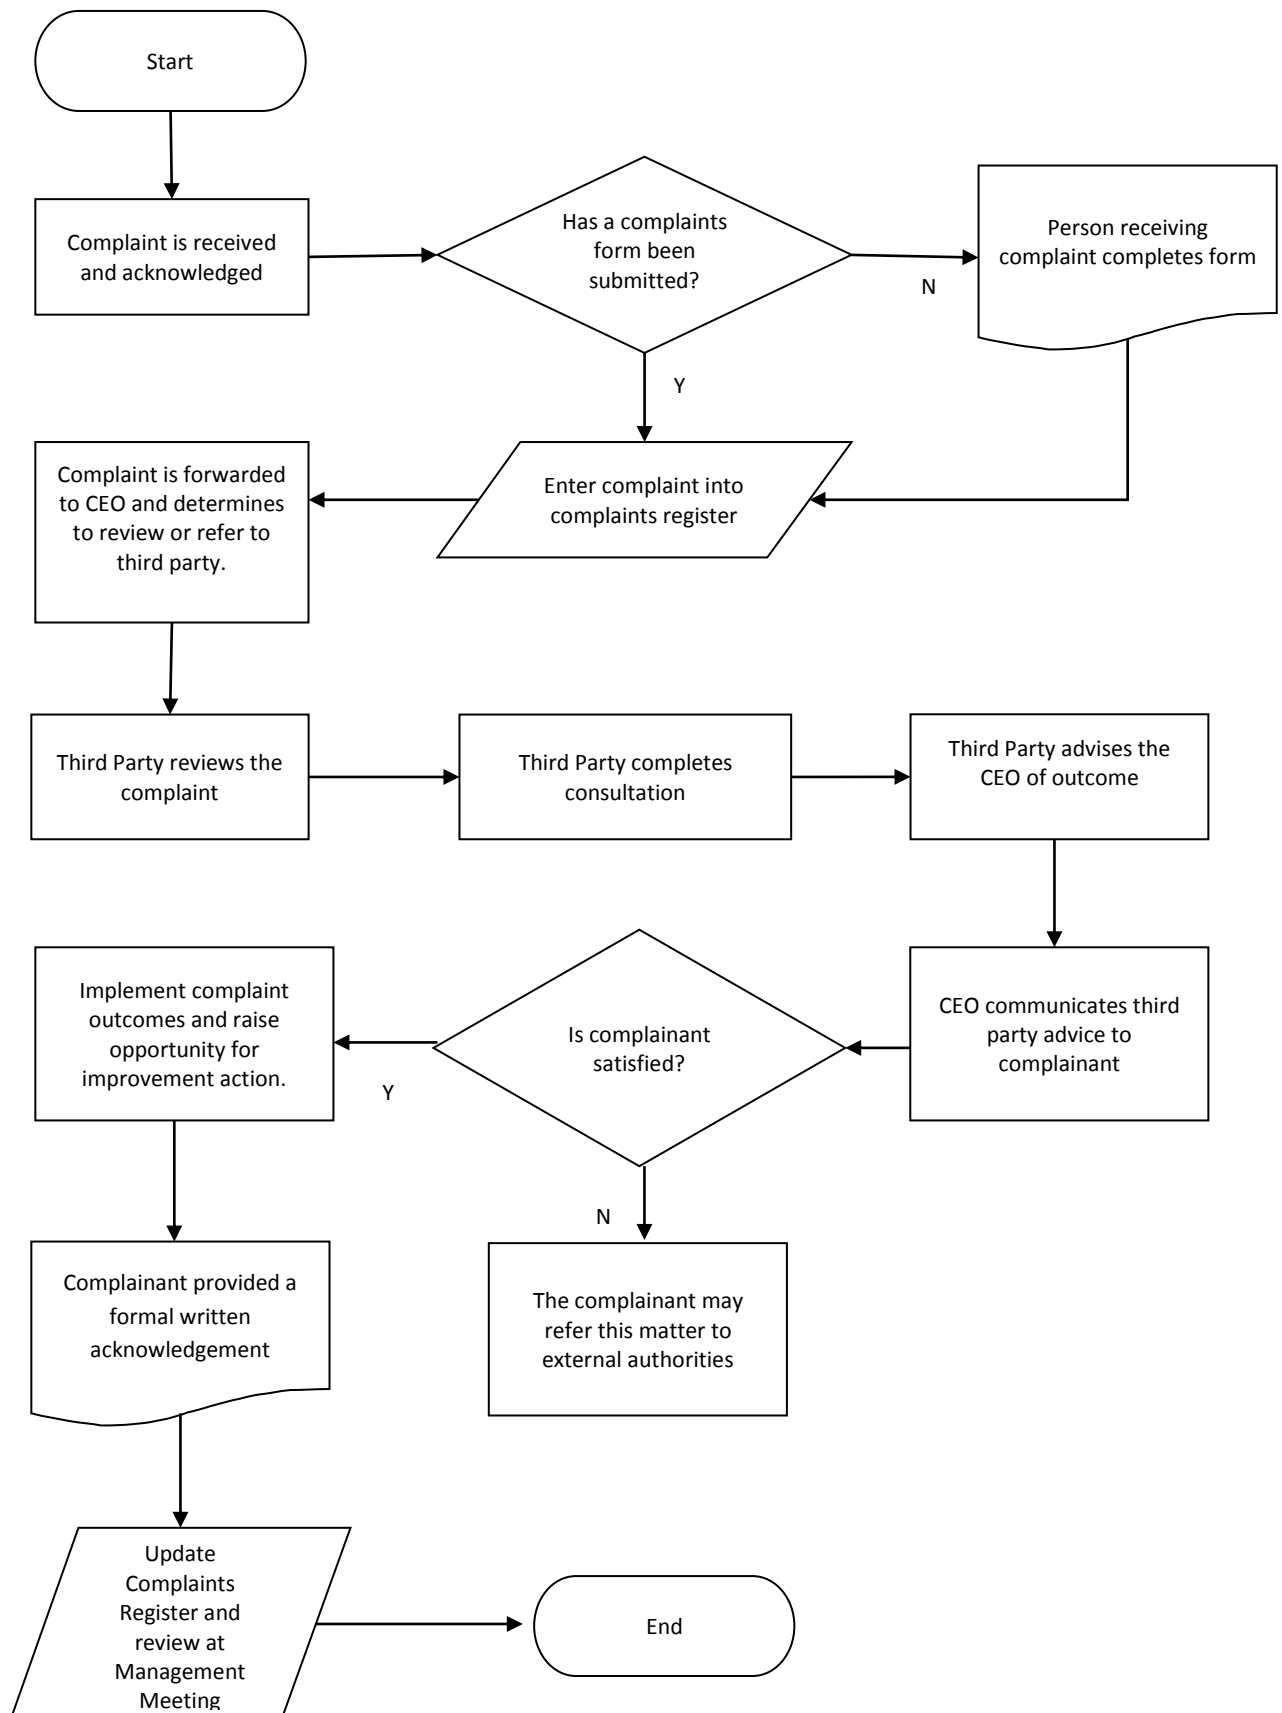 Start
Complaint is received
and acknowledged
Has a complaints
form been
submitted?
N
Person receiving
complaint completes form
Y
Complaint is forwarded
to CEO and determines
to review or refer to
third party.
Enter complaint into
complaints register
Third Party reviews the
complaint
Third Party completes
consultation
Third Party advises the
CEO of outcome
Implement complaint
outcomes and raise
opportunity for
improvement action.
Y
Is complainant
satisfied?
CEO communicates third
party advice to
complainant
N
Complainant provided a
formal written
acknowledgement
The complainant may
refer this matter to
external authorities
Update
Complaints
Register and
review at
Management
Meeting
End